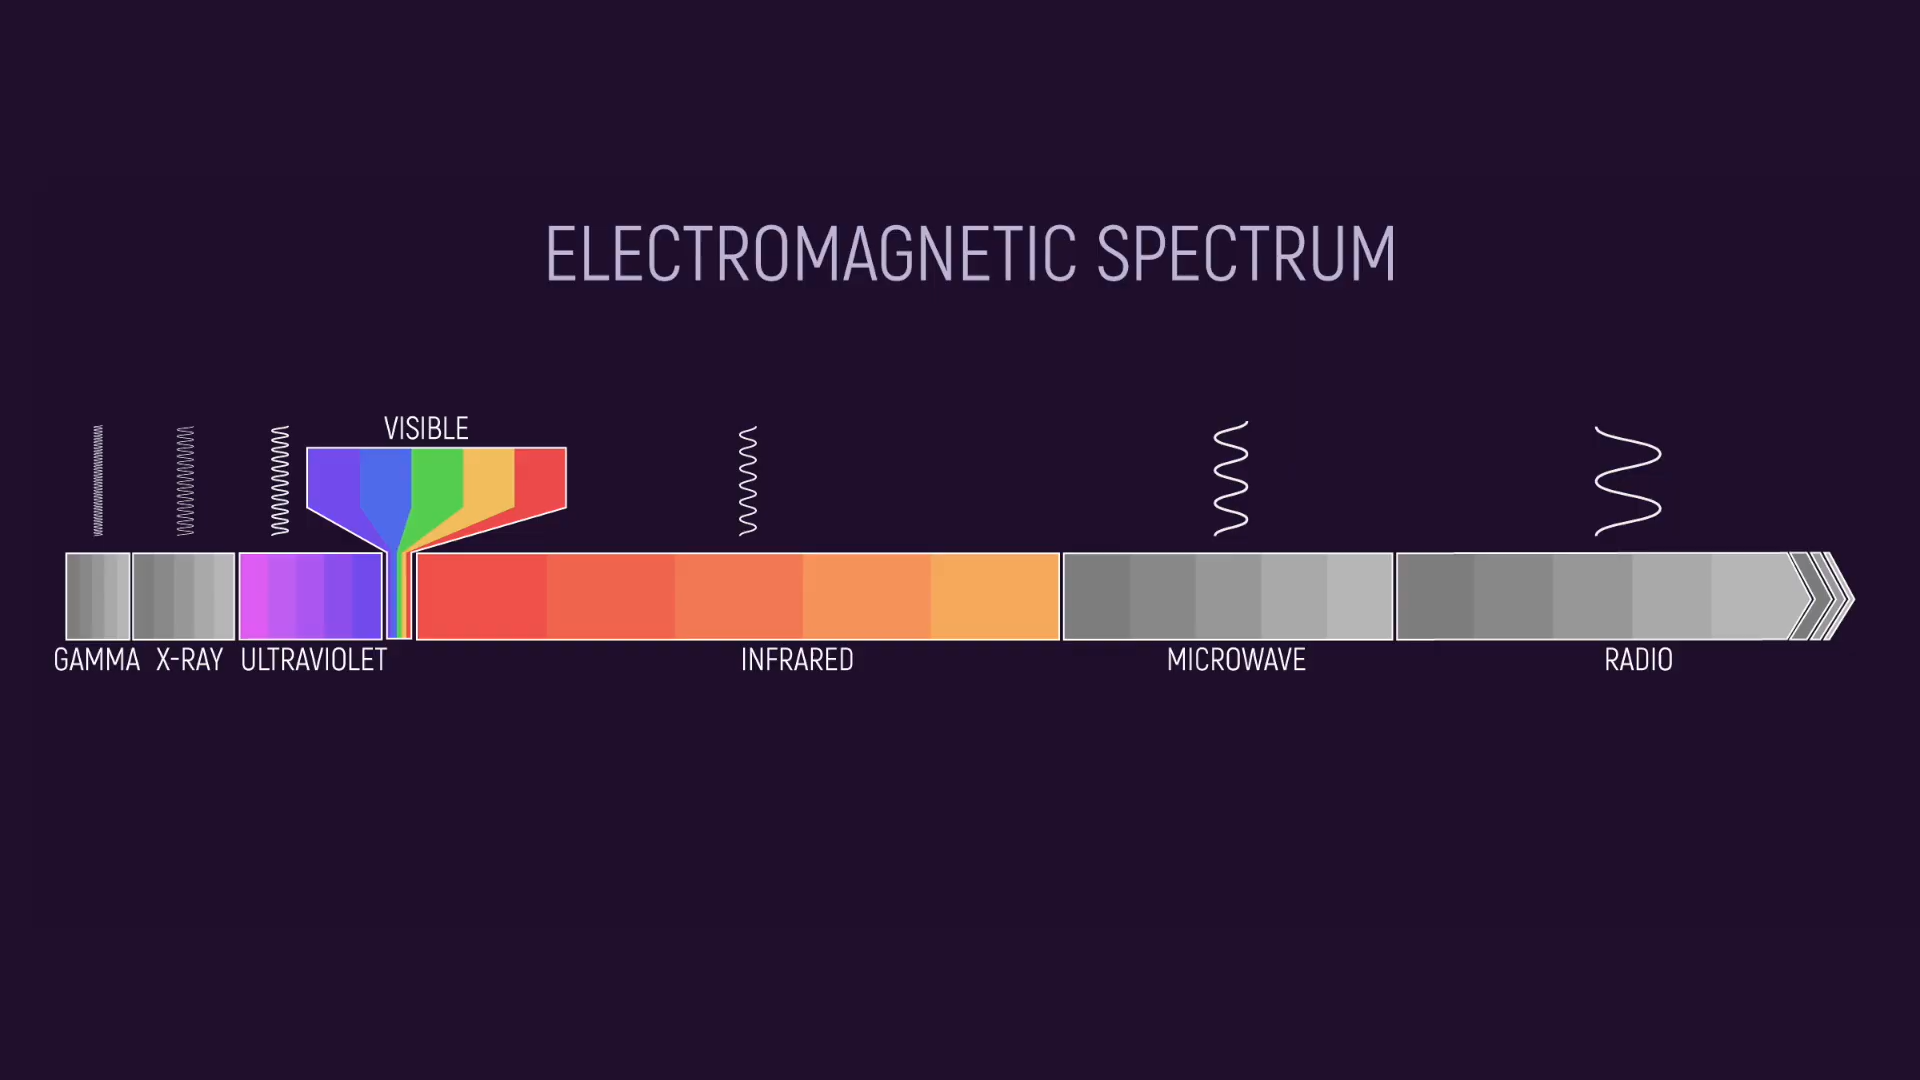 ELECTROMAGNETIC SPECTRUM
VISIBLE
GAMMA X-RAY ULTRAVIOLET INFRARED MICROWAVE RADIO